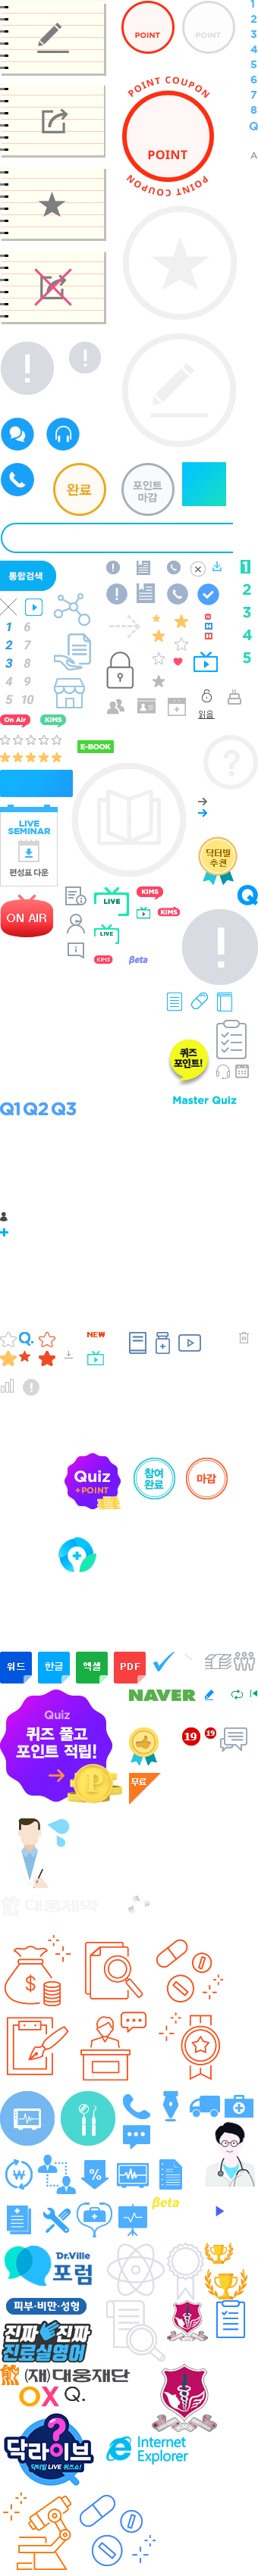 POINT
POINT
1
2
3
4
5
6
7
8
Q
A
POINT COUPON
POINT
POINT COUPON
완료
포인트
마감
통합검색
1
2
3
4
5
1 6
2 7
3 8
4 9
5 10
N
N
N
읽음
On Air
KIMS
E-BOOK
LIVE
SEMINAR
편성표 다운
닥터빌
추천
ON AIR
LIVE
KIMS
KIMS
LIVE
KIMS
Beta
Q
퀴즈
포인트!
Master Quiz
Q1 Q2 Q3
Q.
NEW
Quiz
+POINT
참여
완료
마감
워드
한글
엑셀
PDF
Quiz
퀴즈 풀고
포인트 적립!
P
NAVER
19
19
무료
대웅제약
Beta
Dr.Ville
포럼
피부·비만·성형
진짜진짜
진료실영어
(재)대웅재단
OX Q.
닥라이브
닥터빌 LIVE 퀴즈쇼!
Internet
Explorer